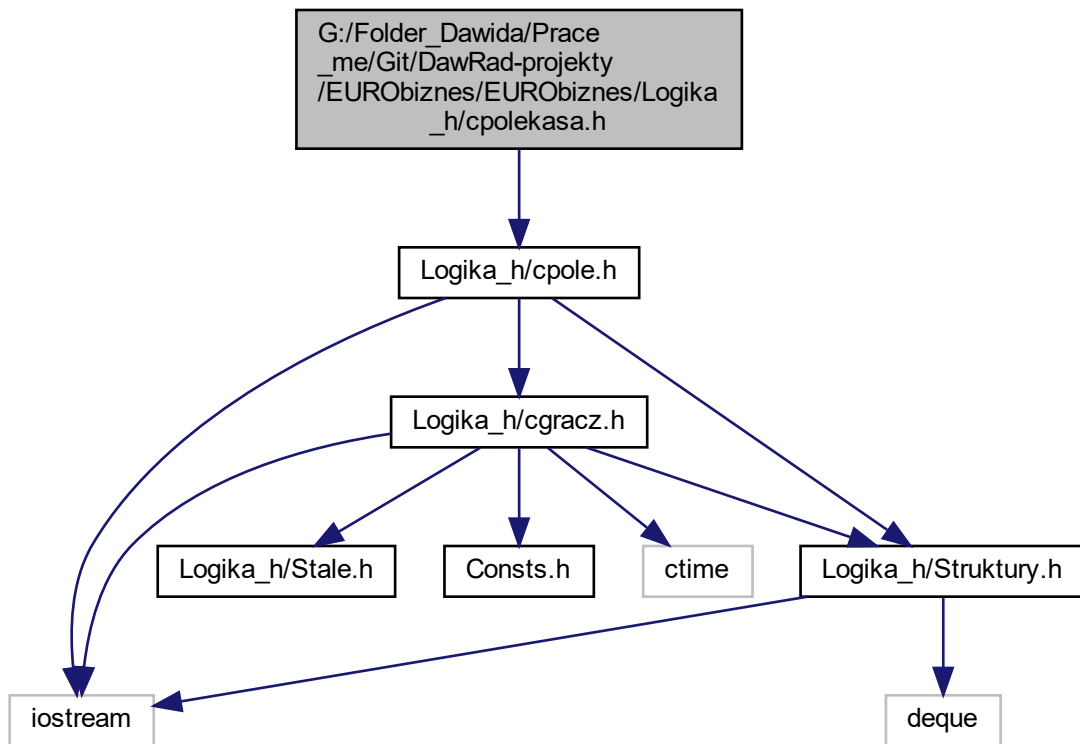 G:/Folder_Dawida/Prace
_me/Git/DawRad-projekty
/EURObiznes/EURObiznes/Logika
_h/cpolekasa.h
Logika_h/cpole.h
Logika_h/cgracz.h
Logika_h/Stale.h
Consts.h
ctime
Logika_h/Struktury.h
iostream
deque